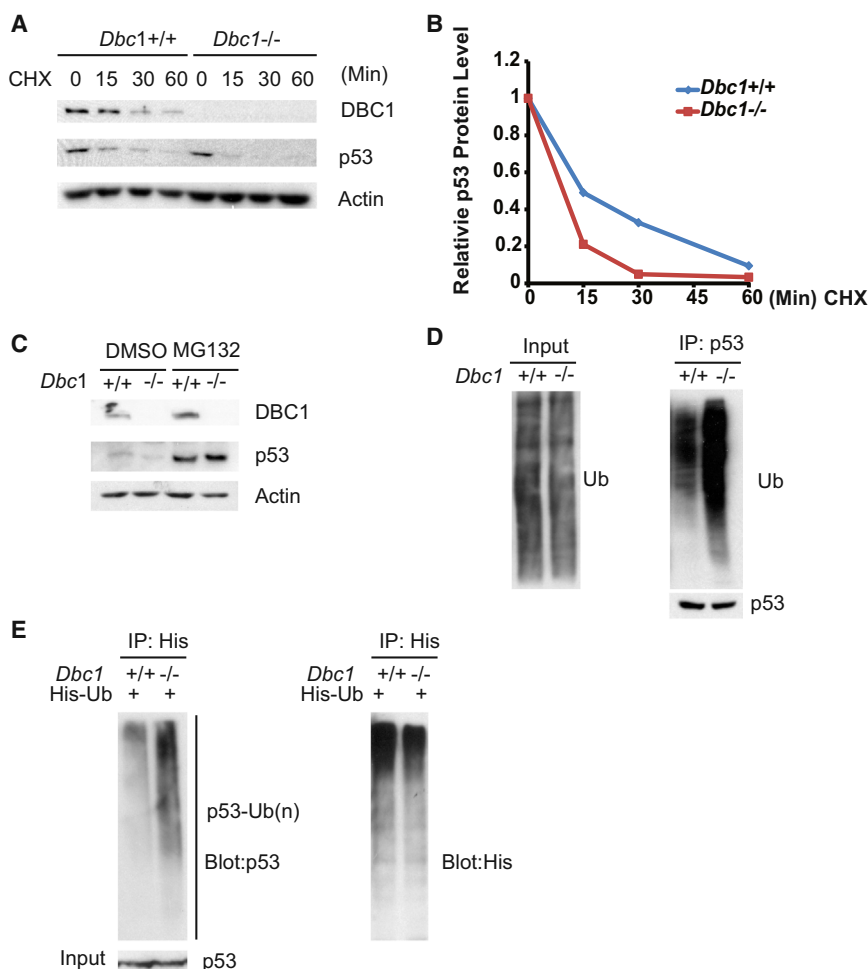 A
Dbc1+/+ Dbc1-/-
CHX 0 15 30 60 0 15 30 60 (Min)
DBC1
p53
Actin
B
1.2
1
0.8
0.6
0.4
0.2
0
Relativie p53 Protein Level
Dbc1+/+
Dbc1-/-
0 15 30 45 60 (Min) CHX
C
DMSO MG132
Dbc1 +/+ -/- +/+ -/-
DBC1
p53
Actin
D
Input
Dbc1 +/+ -/-
Ub
IP: p53
+/+ -/-
Ub
p53
E
IP: His
Dbc1 +/+ -/-
His-Ub + +
p53-Ub(n)
Blot:p53
Input p53
IP: His
Dbc1 +/+ -/-
His-Ub + +
Blot:His